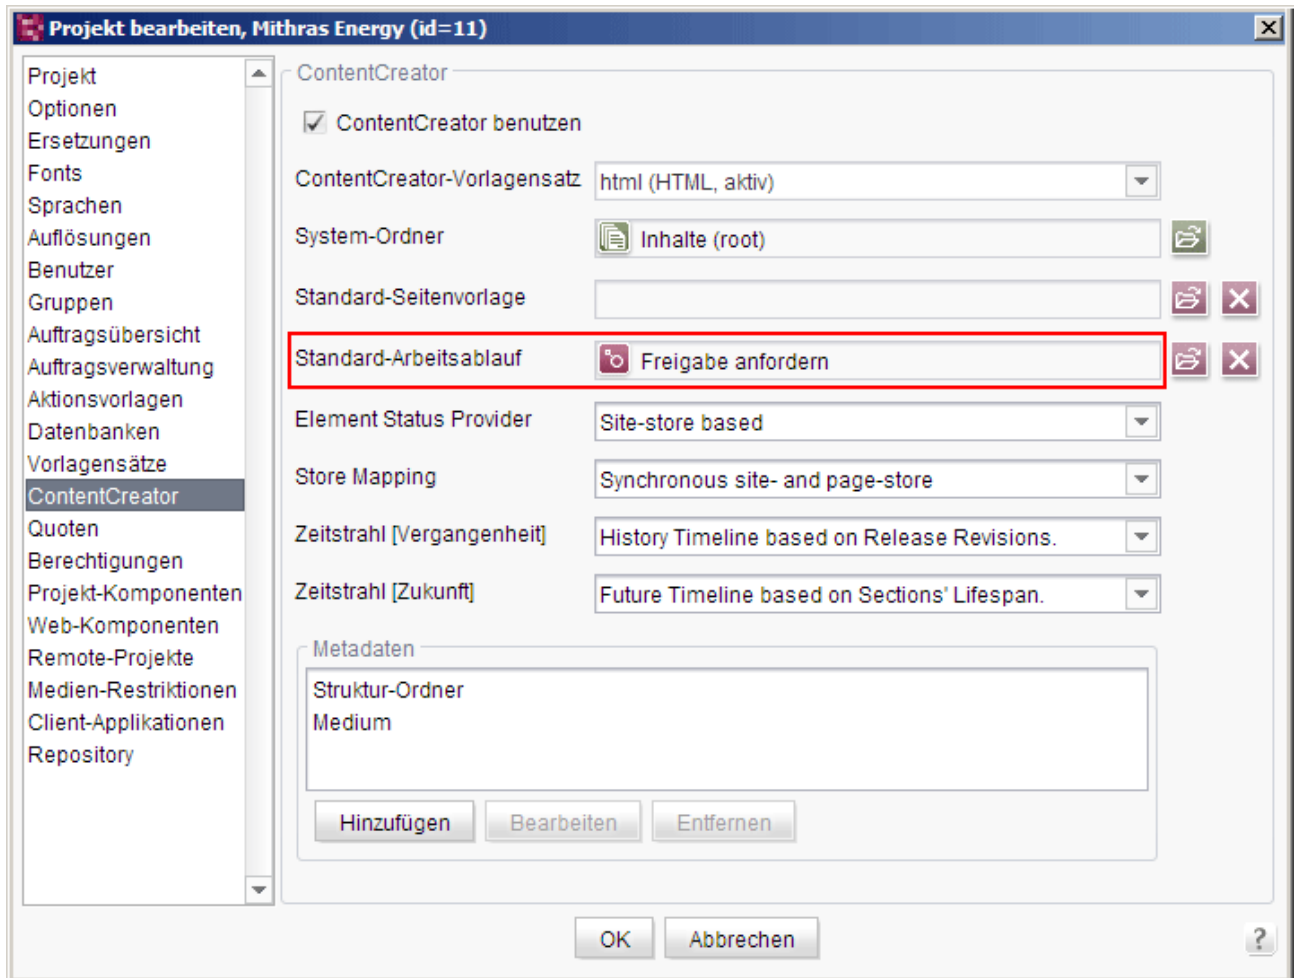 Projekt bearbeiten, Mithras Energy (id=11)
Projekt
Optionen
Ersetzungen
Fonts
Sprachen
Auflösungen
Benutzer
Gruppen
Auftragsübersicht
Auftragsverwaltung
Aktionsvorlagen
Datenbanken
Vorlagensätze
ContentCreator
Quoten
Berechtigungen
Projekt-Komponenten
Web-Komponenten
Remote-Projekte
Medien-Restriktionen
Client-Applikationen
Repository
ContentCreator
ContentCreator benutzen
ContentCreator-Vorlagensatz html (HTML, aktiv)
System-Ordner Inhalte (root)
Standard-Seitenvorlage
Standard-Arbeitsablauf Freigabe anfordern
Element Status Provider Site-store based
Store Mapping Synchronous site- and page-store
Zeitstrahl [Vergangenheit] History Timeline based on Release Revisions.
Zeitstrahl [Zukunft] Future Timeline based on Sections' Lifespan.
Metadaten
Struktur-Ordner
Medium
Hinzufügen Bearbeiten Entfernen
OK Abbrechen ?